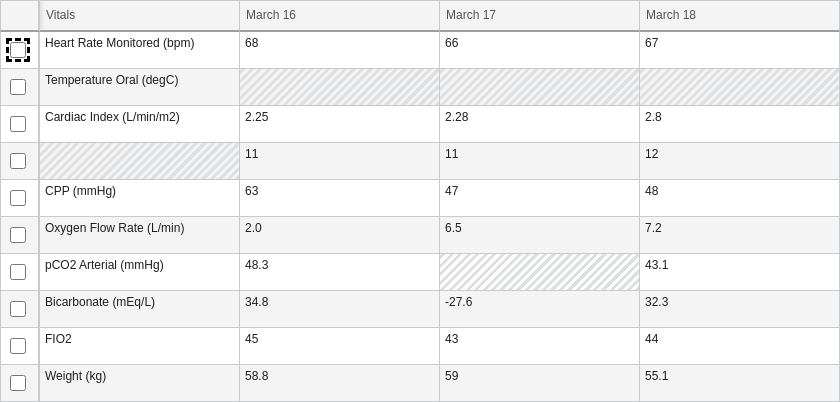 Vitals March 16 March 17 March 18
Heart Rate Monitored (bpm) 68 66 67
Temperature Oral (degC)
Cardiac Index (L/min/m2) 2.25 2.28 2.8
11 11 12
CPP (mmHg) 63 47 48
Oxygen Flow Rate (L/min) 2.0 6.5 7.2
pCO2 Arterial (mmHg) 48.3 43.1
Bicarbonate (mEq/L) 34.8 -27.6 32.3
FIO2 45 43 44
Weight (kg) 58.8 59 55.1